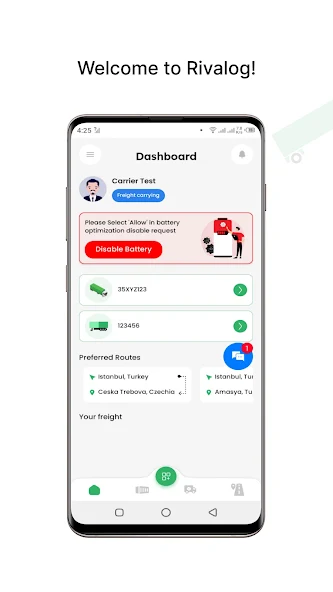 Welcome to Rivalog!
4:25
Dashboard
Carrier Test
Freight carrying
Please Select 'Allow' in battery
optimization disable request
Disable Battery
35XYZ123
123456
1
Preferred Routes
Istanbul, Turkey
Istanbul, Tur
Ceska Trebova, Czechia
Amasya, Tu
Your freight